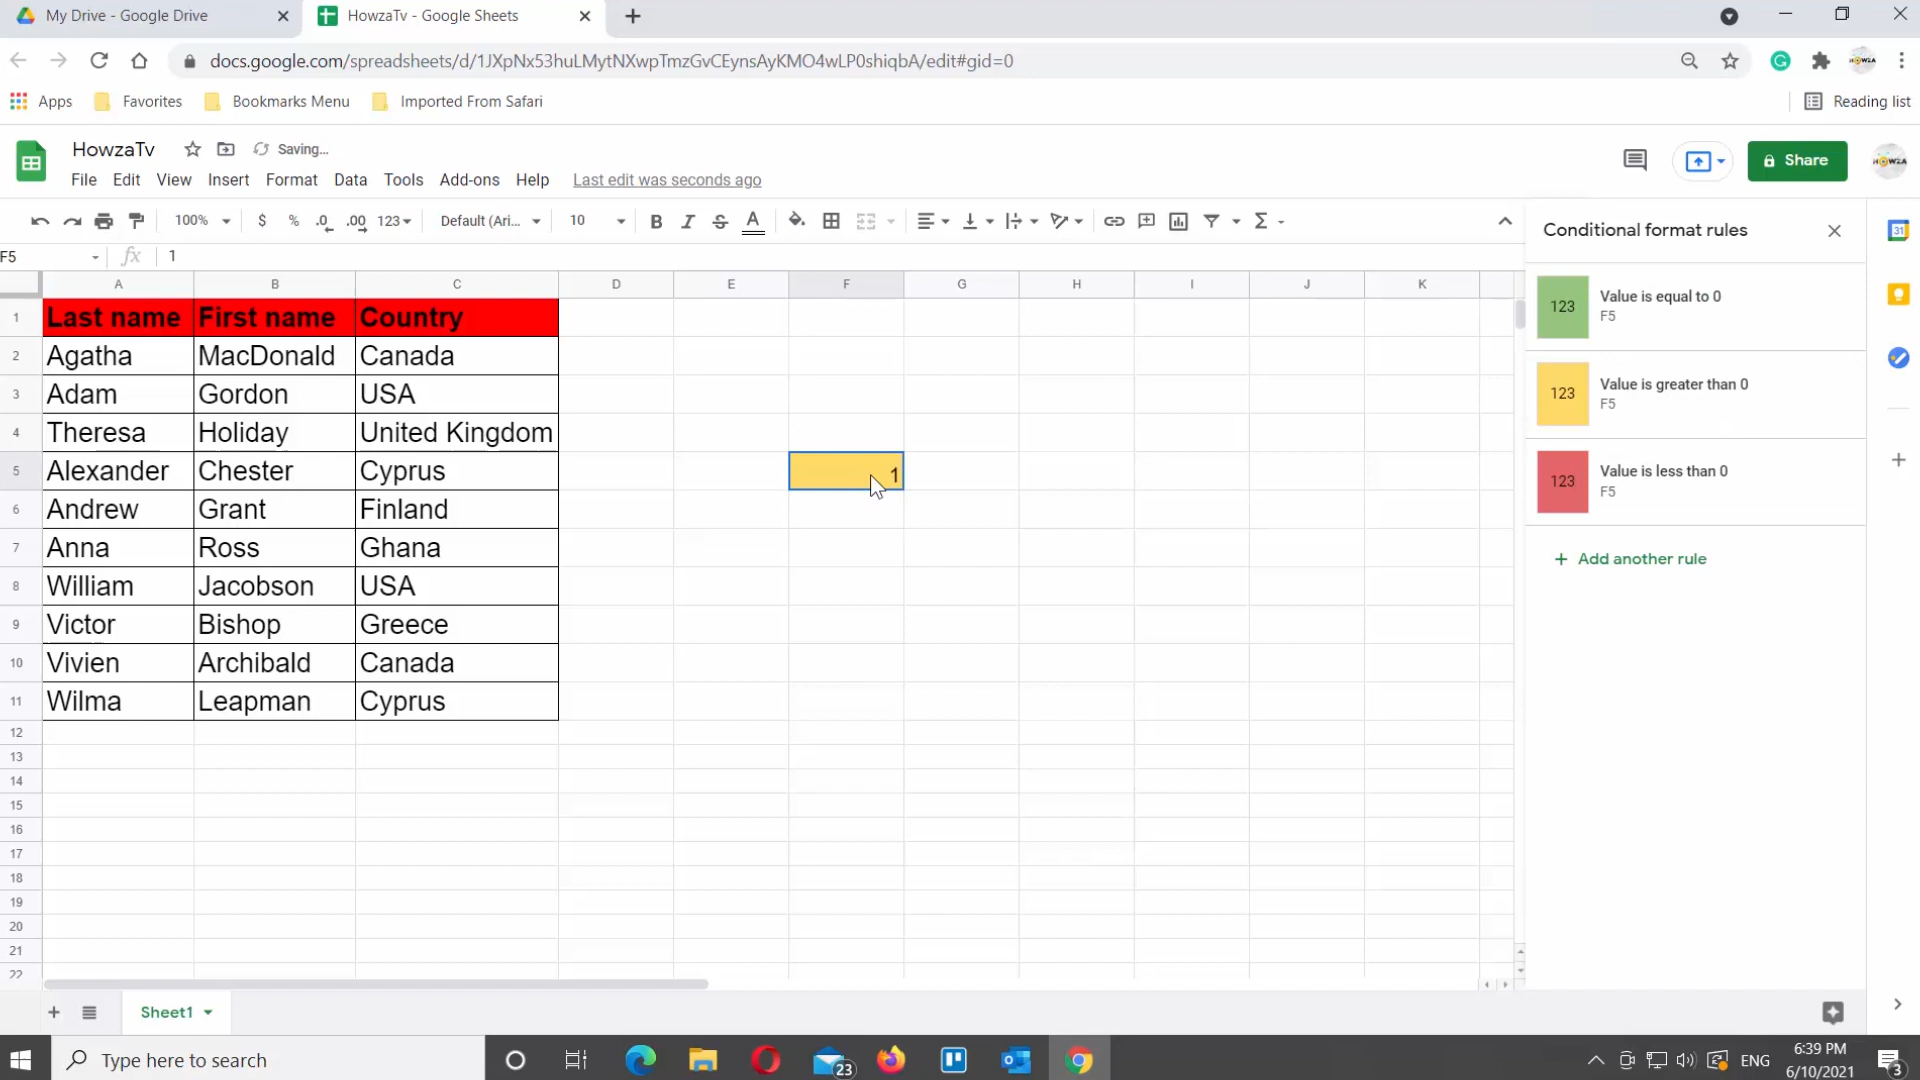 My Drive - Google Drive
HowzaTv - Google Sheets
docs.google.com/spreadsheets/d/1JXpNx53huLMytNXwpTmzGvCEynsAyKMO4wLP0shiqbA/edit#gid=0
Apps
Favorites
Bookmarks Menu
Imported From Safari
Reading list
HowzaTv
Saving...
File Edit View Insert Format Data Tools Add-ons Help Last edit was seconds ago
Share
100% $ % .0 .00 123 Default (Ari... 10 B I S A
F5 fx 1
Conditional format rules
A B C D E F G H I J K
1 Last name First name Country
2 Agatha MacDonald Canada
3 Adam Gordon USA
4 Theresa Holiday United Kingdom
5 Alexander Chester Cyprus 1
6 Andrew Grant Finland
7 Anna Ross Ghana
8 William Jacobson USA
9 Victor Bishop Greece
10 Vivien Archibald Canada
11 Wilma Leapman Cyprus
12
13
14
15
16
17
18
19
20
21
22
123 Value is equal to 0
F5
123 Value is greater than 0
F5
123 Value is less than 0
F5
+ Add another rule
31
Sheet1
Type here to search
23
ENG
6:39 PM
6/10/2021
3